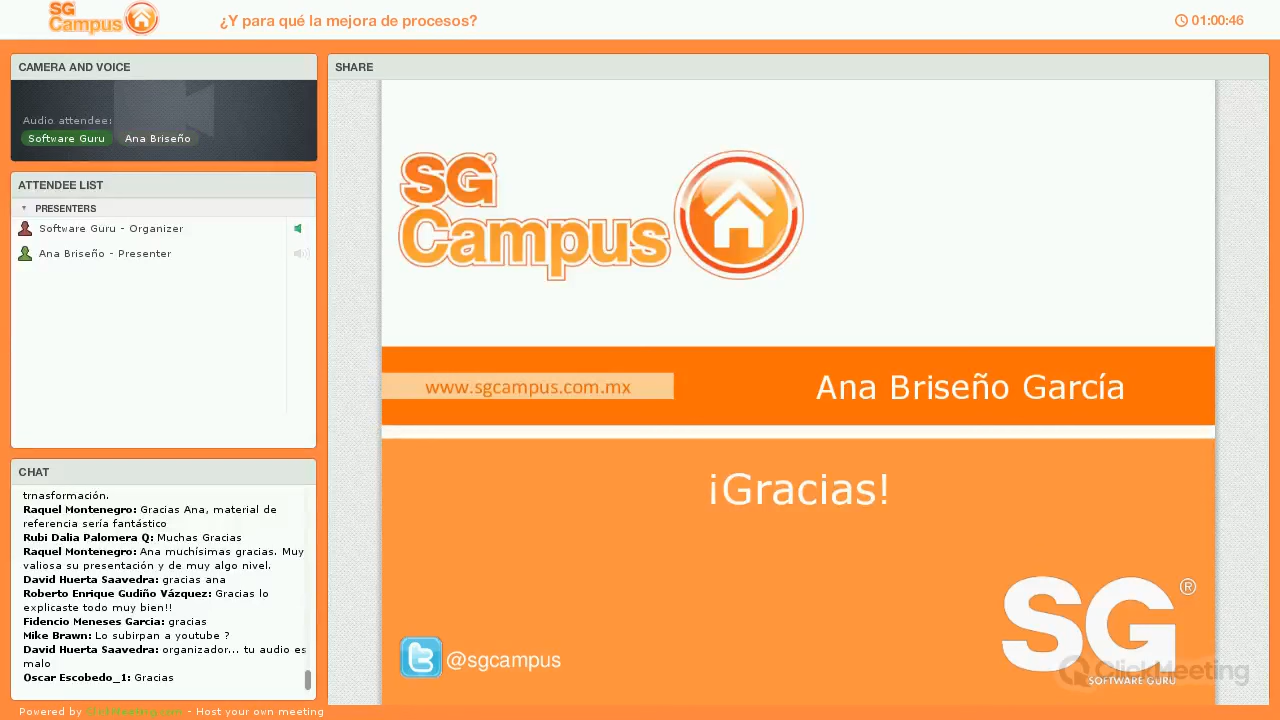 SG
Campus
¿Y para qué la mejora de procesos?
01:00:46
CAMERA AND VOICE
Audio attendee:
Software Guru
Ana Briseño
ATTENDEE LIST
PRESENTERS
Software Guru - Organizer
Ana Briseño - Presenter
CHAT
trnasformación.
Raquel Montenegro: Gracias Ana, material de
referencia sería fantástico
Rubi Dalia Palomera Q: Muchas Gracias
Raquel Montenegro: Ana muchísimas gracias. Muy
valiosa su presentación y de muy algo nivel.
David Huerta Saavedra: gracias ana
Roberto Enrique Gudiño Vázquez: Gracias lo
explicaste todo muy bien!!
Fidencio Meneses Garcia: gracias
Mike Brawn: Lo subirpan a youtube ?
David Huerta Saavedra: organizador... tu audio es
malo
Oscar Escobedo_1: Gracias
Powered by ClickMeeting.com - Host your own meeting
SHARE
SG®
Campus
www.sgcampus.com.mx
Ana Briseño García
¡Gracias!
@sgcampus
SG®
SOFTWARE GURU
ClickMeeting